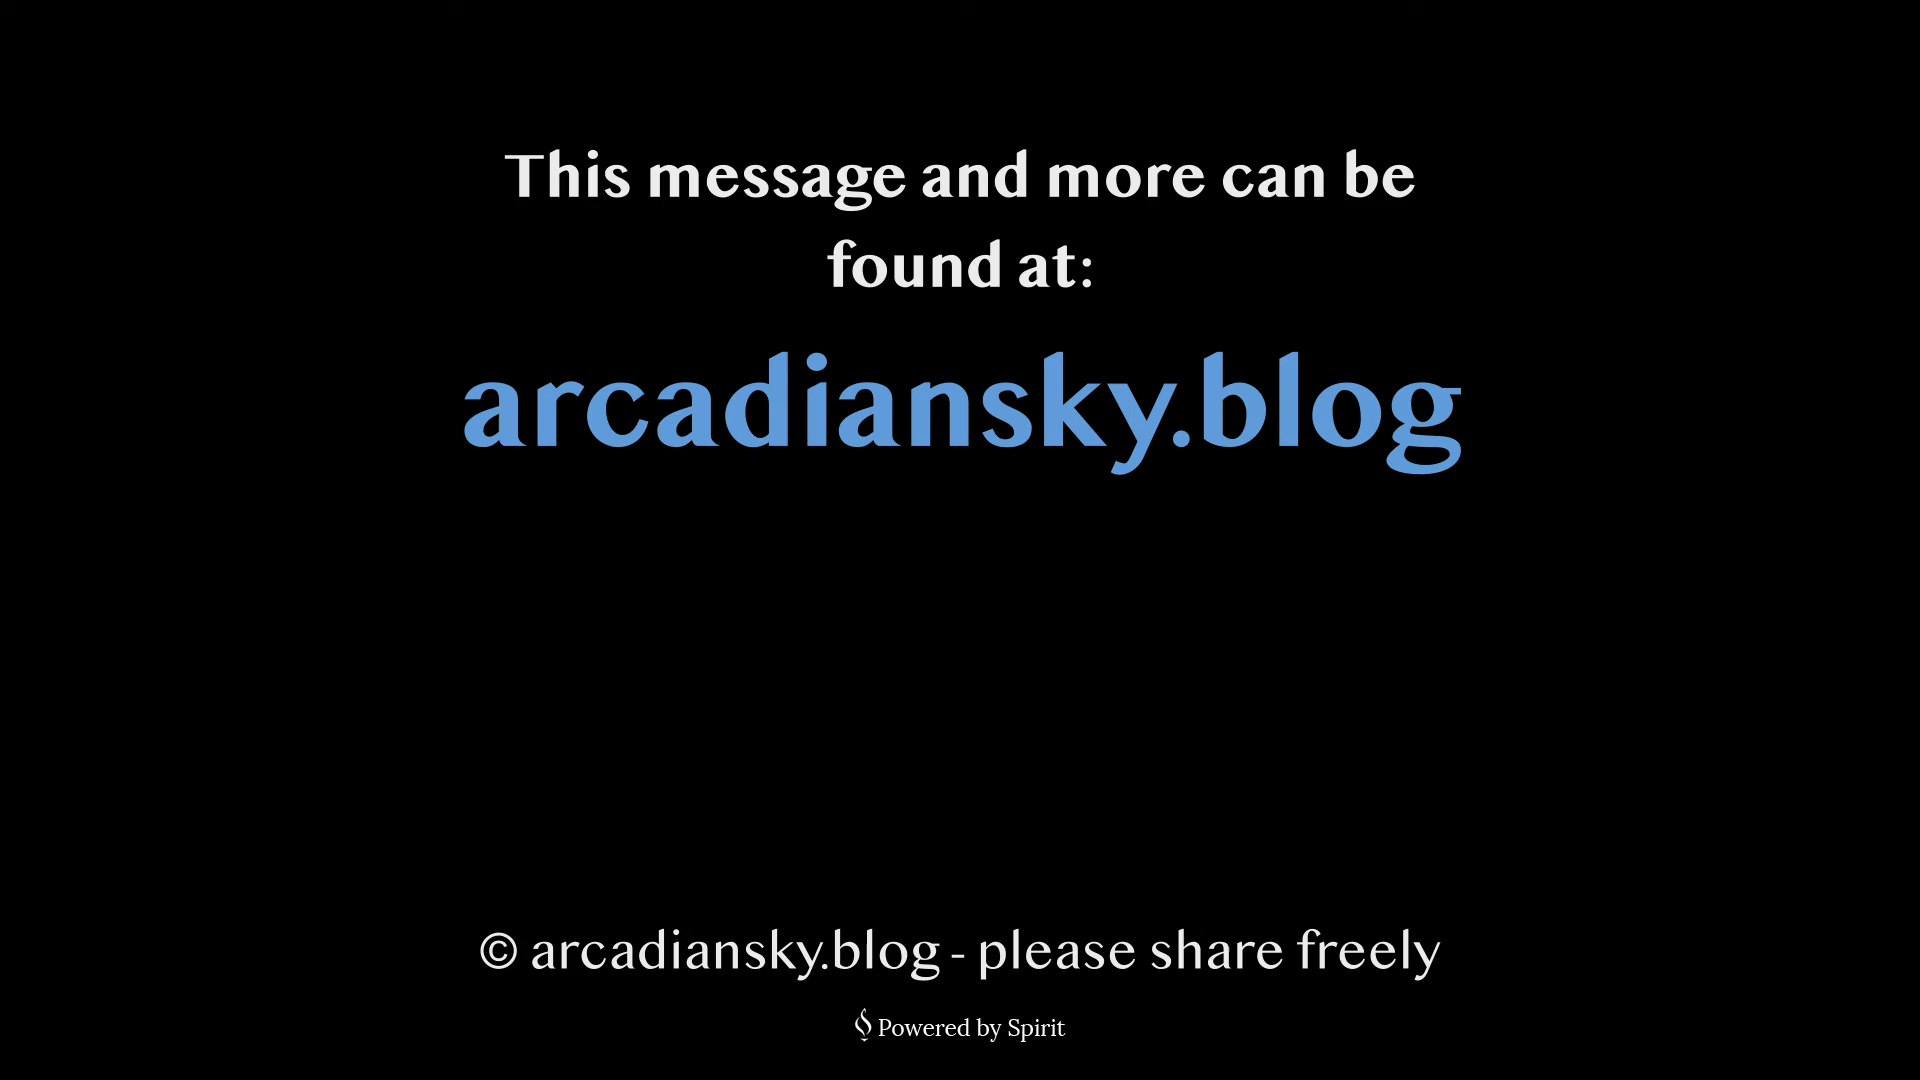 This message and more can be
found at:
arcadiansky.blog
© arcadiansky.blog - please share freely
Powered by Spirit